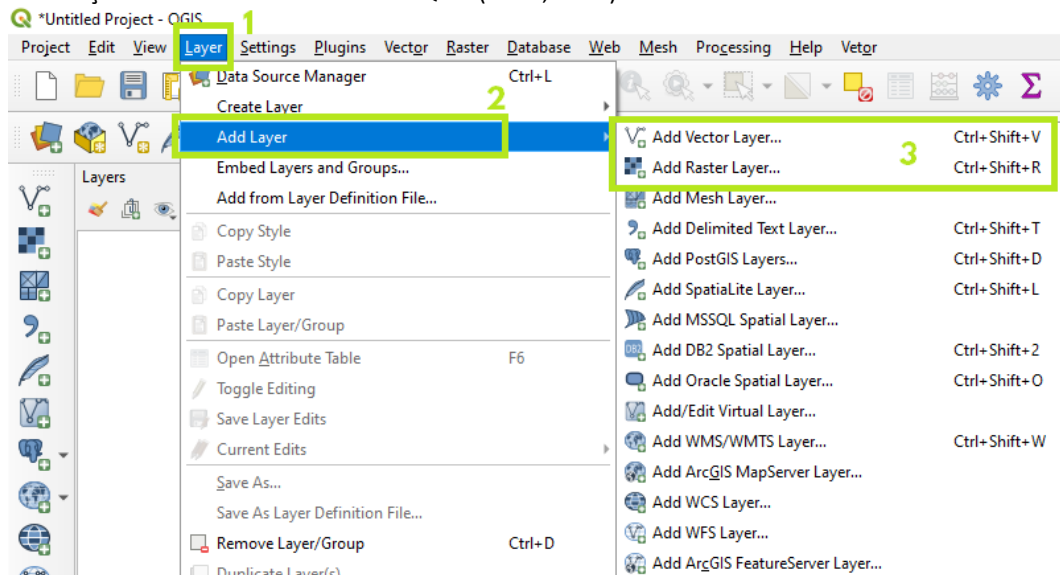 *Untitled Project - QGIS
1
Project Edit View Layer Settings Plugins Vector Raster Database Web Mesh Processing Help Vetor
Data Source Manager Ctrl+L
Create Layer
2
Add Layer
Embed Layers and Groups...
Add from Layer Definition File...
Copy Style
Paste Style
Copy Layer
Paste Layer/Group
Open Attribute Table F6
Toggle Editing
Save Layer Edits
Current Edits
Save As...
Save As Layer Definition File...
Remove Layer/Group Ctrl+D
Duplicate Layer(s)
Layers
3
Add Vector Layer... Ctrl+Shift+V
Add Raster Layer... Ctrl+Shift+R
Add Mesh Layer...
Add Delimited Text Layer... Ctrl+Shift+T
Add PostGIS Layers... Ctrl+Shift+D
Add SpatiaLite Layer... Ctrl+Shift+L
Add MSSQL Spatial Layer...
DB2 Add DB2 Spatial Layer... Ctrl+Shift+2
Add Oracle Spatial Layer... Ctrl+Shift+O
Add/Edit Virtual Layer...
Add WMS/WMTS Layer... Ctrl+Shift+W
Add ArcGIS MapServer Layer...
Add WCS Layer...
Add WFS Layer...
Add ArcGIS FeatureServer Layer...